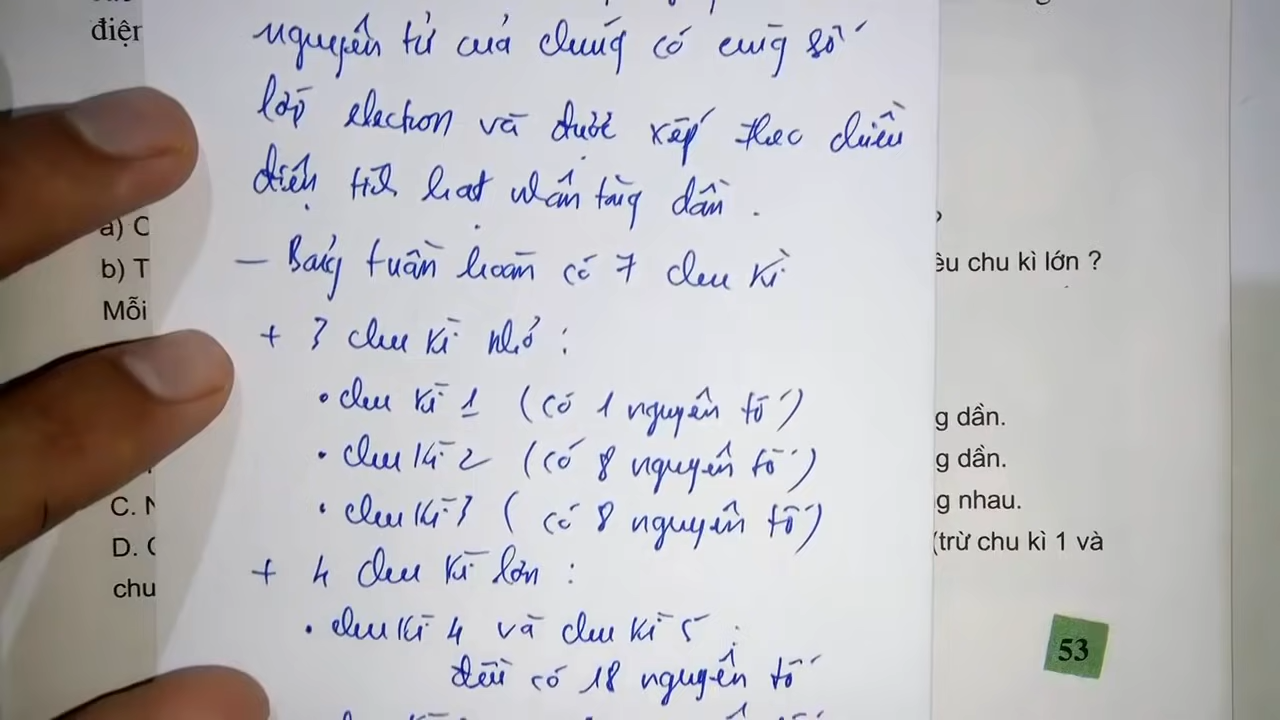 điện
nguyên tử của chúng có cùng số
lớp electron và được xếp theo chiều
điện tích hạt nhân tăng dần.
a) C
b) T
êu chu kì lớn ?
– Bảng tuần hoàn có 7 chu kì
Mỗi
+ 3 chu kì nhỏ :
• chu kì 1 (có 1 nguyên tố)
g dần.
• chu kì 2 (có 8 nguyên tố)
g dần.
• chu kì 3 (có 8 nguyên tố)
C. N
g nhau.
D. C
(trừ chu kì 1 và
+ 4 chu kì lớn :
chu
• chu kì 4 và chu kì 5 :
đều có 18 nguyên tố
53